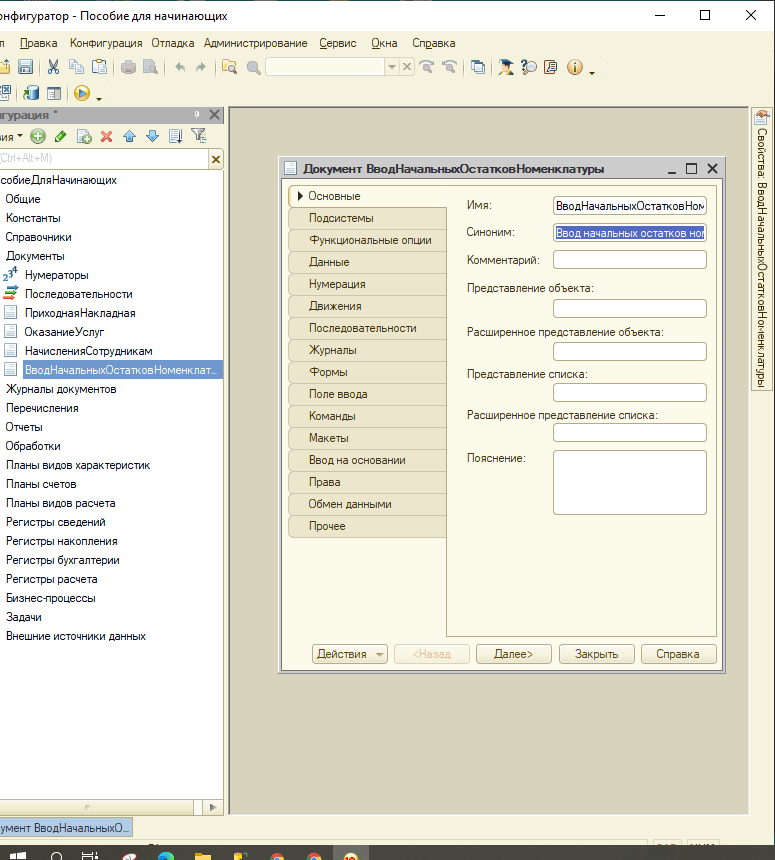 онфигуратор - Пособие для начинающих
л Правка Конфигурация Отладка Администрирование Сервис Окна Справка
игурация *
вия
(Ctrl+Alt+M)
собиеДляНачинающих
Общие
Константы
Справочники
Документы
Нумераторы
Последовательности
ПриходнаяНакладная
ОказаниеУслуг
НачисленияСотрудникам
ВводНачальныхОстатковНоменклат...
Журналы документов
Перечисления
Отчеты
Обработки
Планы видов характеристик
Планы счетов
Планы видов расчета
Регистры сведений
Регистры накопления
Регистры бухгалтерии
Регистры расчета
Бизнес-процессы
Задачи
Внешние источники данных
Документ ВводНачальныхОстатковНоменклатуры
Основные
Подсистемы
Функциональные опции
Данные
Нумерация
Движения
Последовательности
Журналы
Формы
Поле ввода
Команды
Макеты
Ввод на основании
Права
Обмен данными
Прочее
Имя: ВводНачальныхОстатковНом
Синоним: Ввод начальных остатков ном
Комментарий:
Представление объекта:
Расширенное представление объекта:
Представление списка:
Расширенное представление списка:
Пояснение:
Действия <Назад Далее> Закрыть Справка
Свойства: ВводНачальныхОстатковНоменклатуры
умент ВводНачальныхО...